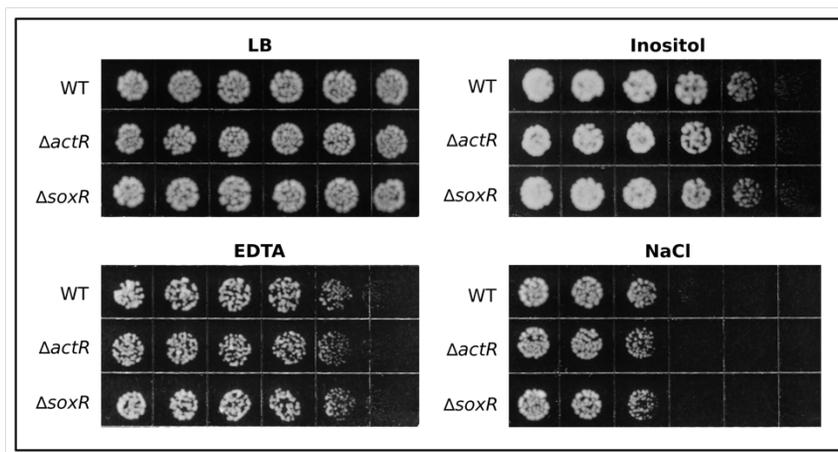 LB
WT
ΔactR
ΔsoxR
Inositol
WT
ΔactR
ΔsoxR
EDTA
WT
ΔactR
ΔsoxR
NaCl
WT
ΔactR
ΔsoxR